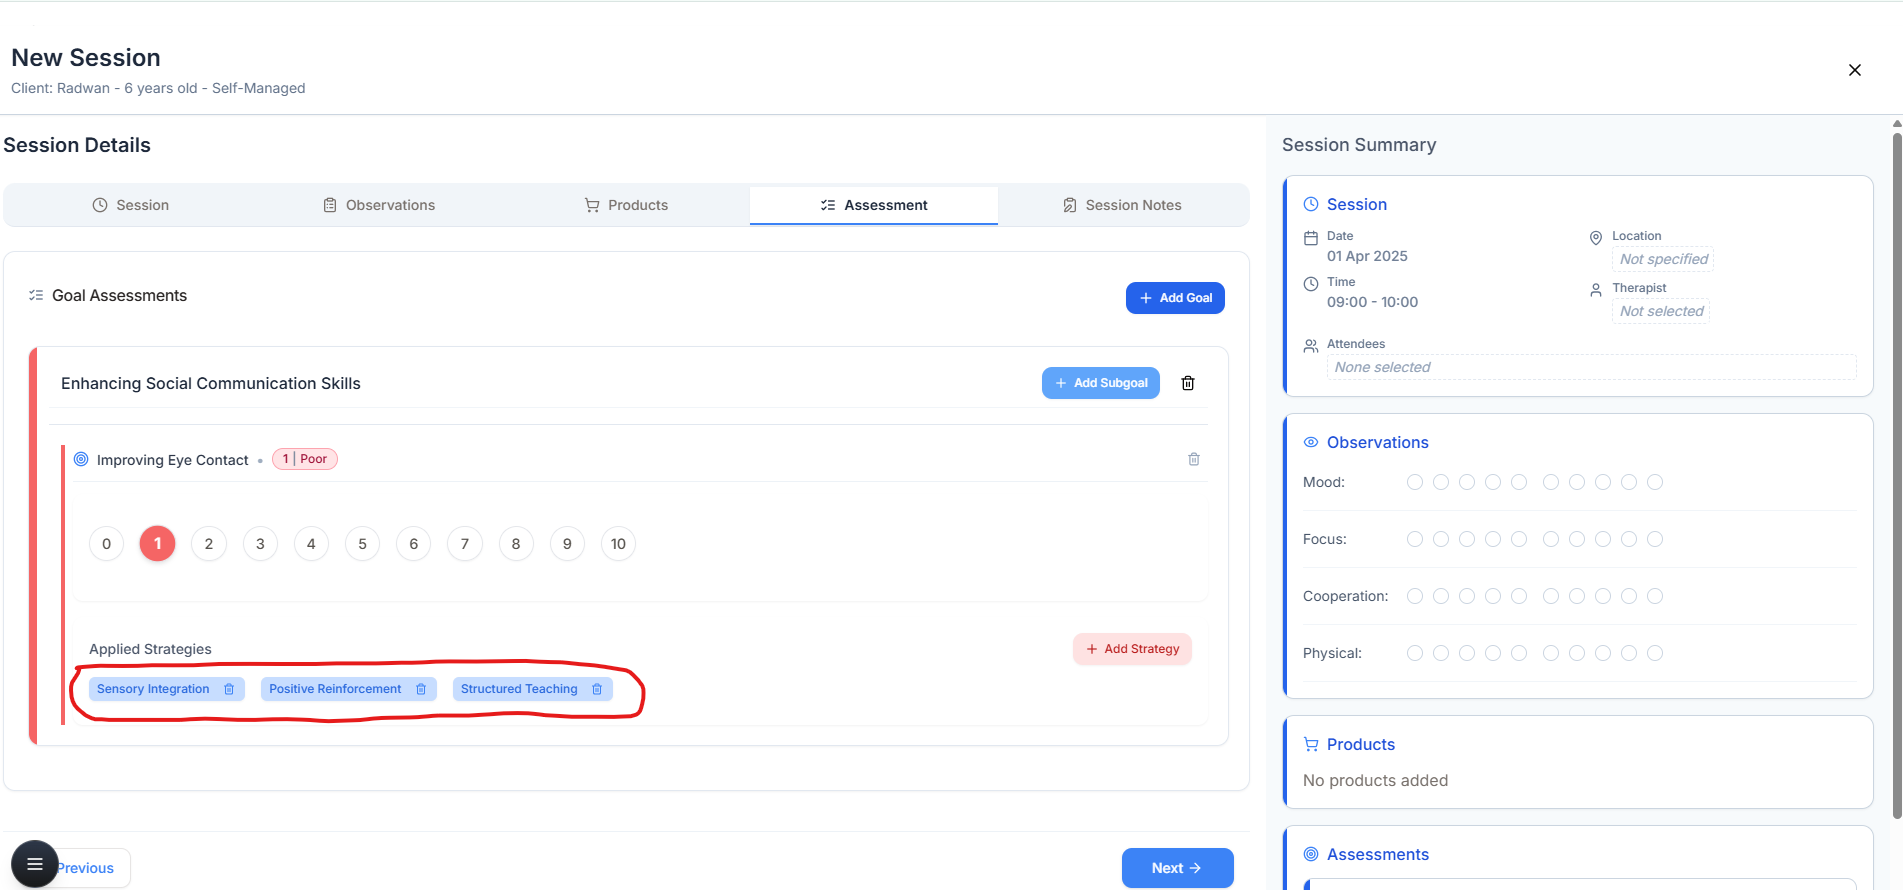 New Session
Client: Radwan - 6 years old - Self-Managed
Session Details
Session
Observations
Products
Assessment
Session Notes
Goal Assessments
+ Add Goal
Enhancing Social Communication Skills
+ Add Subgoal
Improving Eye Contact • 1 | Poor
0 1 2 3 4 5 6 7 8 9 10
Applied Strategies
+ Add Strategy
Sensory Integration
Positive Reinforcement
Structured Teaching
Previous
Next →
Session Summary
Session
Date
01 Apr 2025
Location
Not specified
Time
09:00 - 10:00
Therapist
Not selected
Attendees
None selected
Observations
Mood:
Focus:
Cooperation:
Physical:
Products
No products added
Assessments